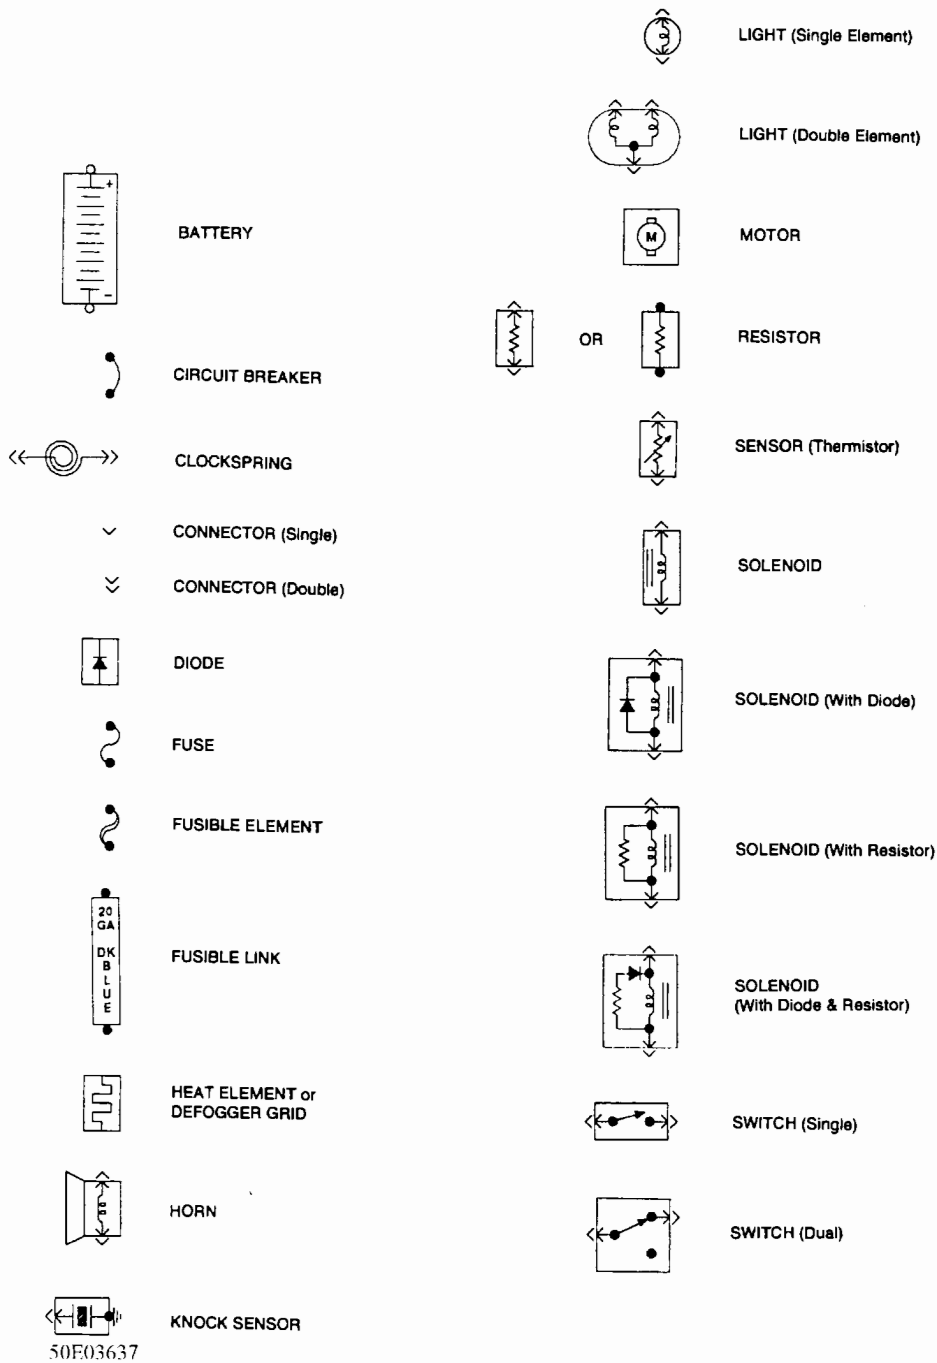 BATTERY
+
−
CIRCUIT BREAKER
CLOCKSPRING
CONNECTOR (Single)
CONNECTOR (Double)
DIODE
FUSE
FUSIBLE ELEMENT
20
GA
DK
B
L
U
E
FUSIBLE LINK
HEAT ELEMENT or
DEFOGGER GRID
HORN
KNOCK SENSOR
50E03637
LIGHT (Single Element)
LIGHT (Double Element)
M
MOTOR
OR
RESISTOR
SENSOR (Thermistor)
SOLENOID
SOLENOID (With Diode)
SOLENOID (With Resistor)
SOLENOID
(With Diode & Resistor)
SWITCH (Single)
SWITCH (Dual)